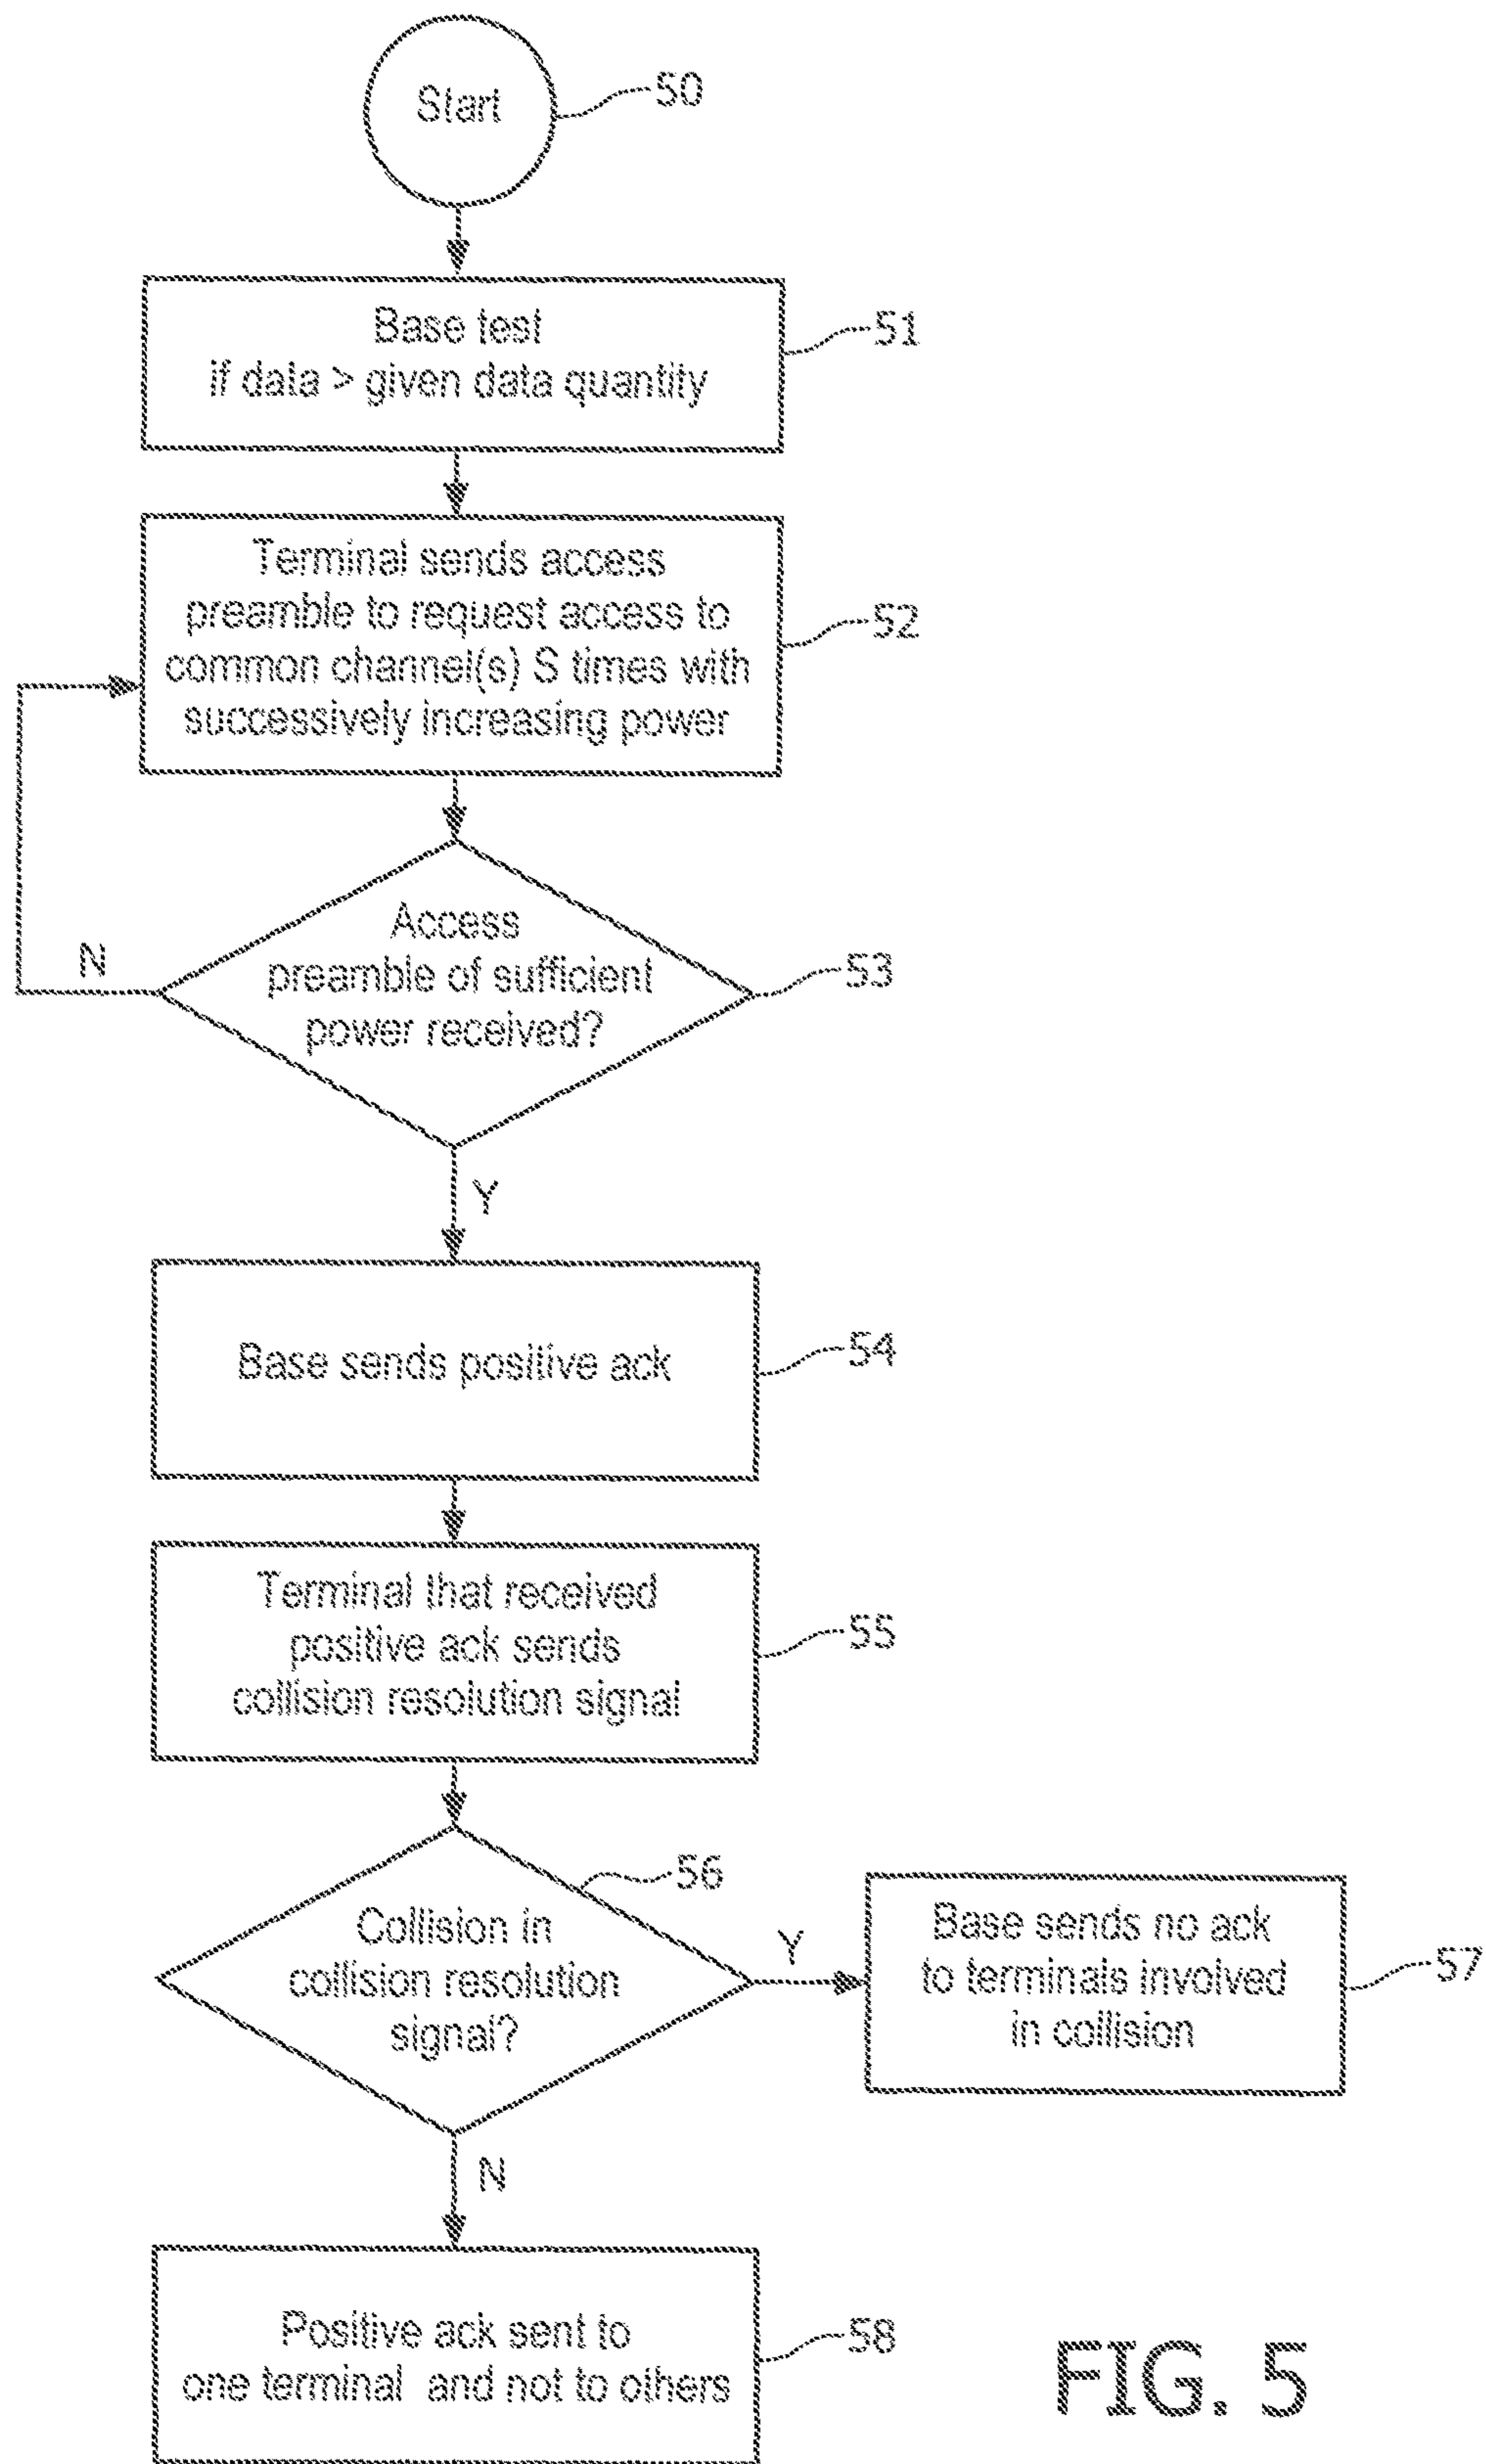 Start
50
Base test
if data > given data quantity
51
Terminal sends access
preamble to request access to
common channel(s) S times with
successively increasing power
52
Access
preamble of sufficient
power received?
53
N
Y
Base sends positive ack
54
Terminal that received
positive ack sends
collision resolution signal
55
56
Collision in
collision resolution
signal?
Y
Base sends no ack
to terminals involved
in collision
57
N
Positive ack sent to
one terminal and not to others
58
FIG. 5